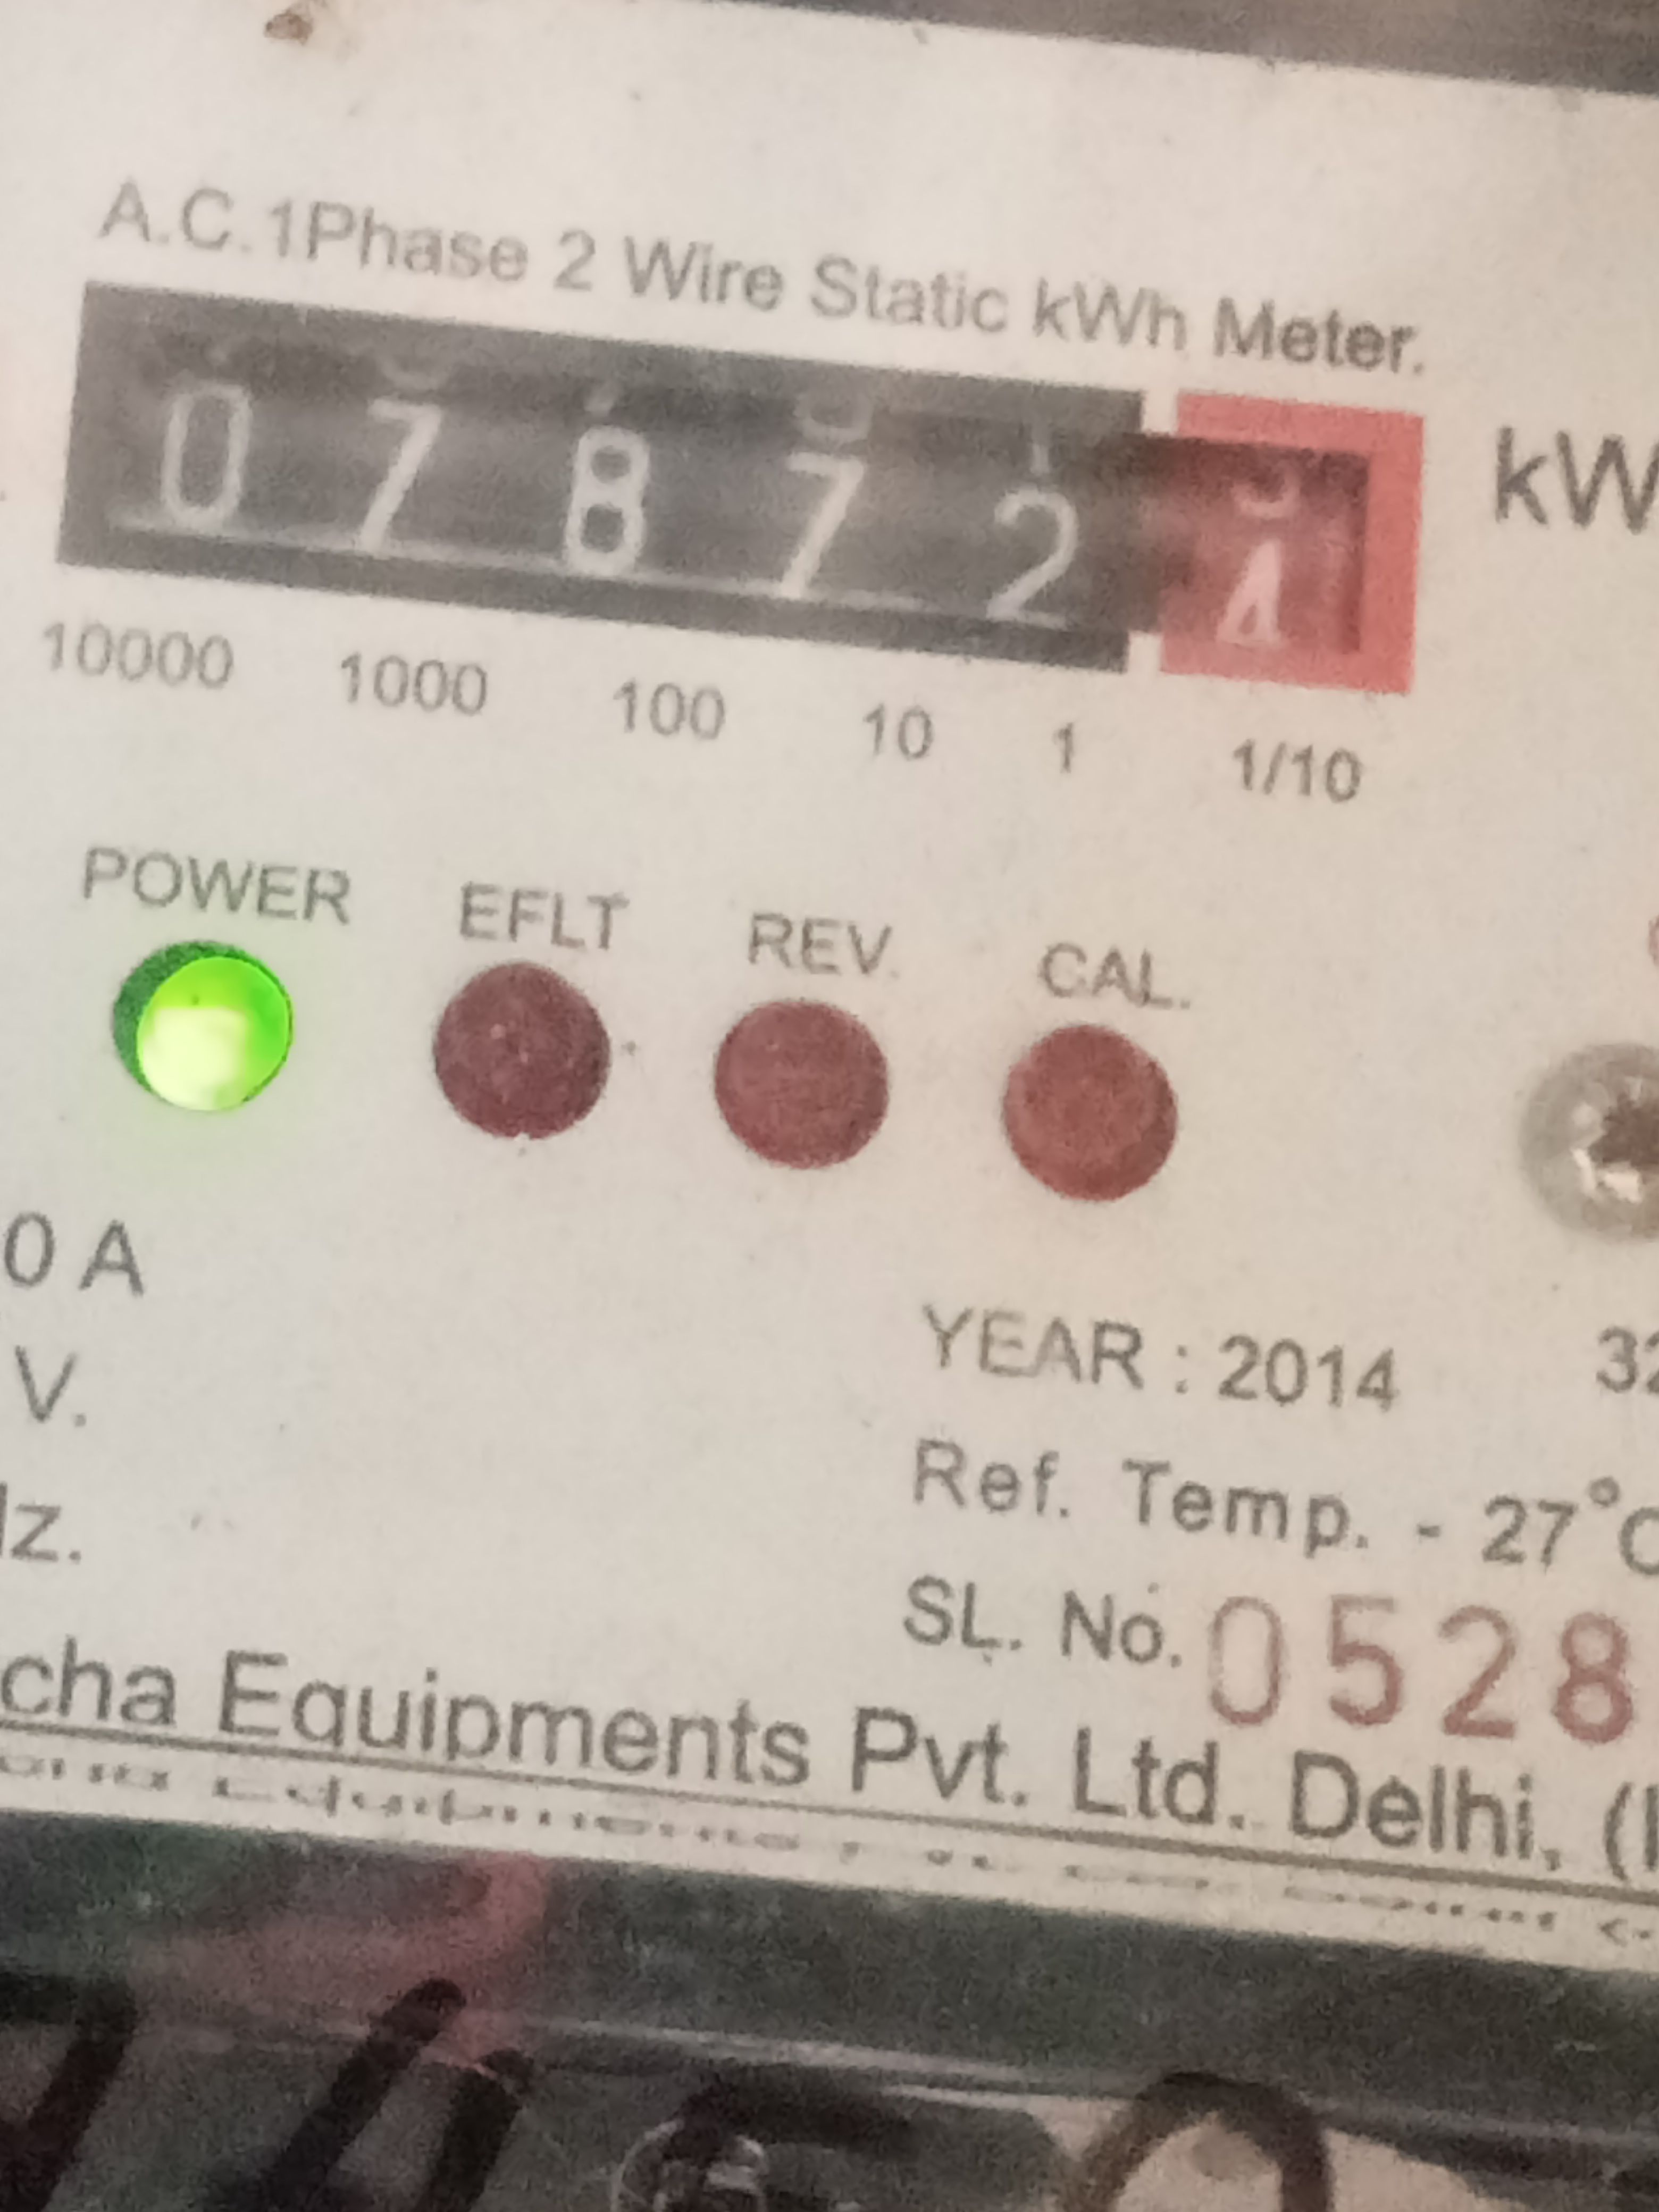 A.C.1Phase 2 Wire Static kWh Meter.
0 7 8 7 2 4 kW
10000 1000 100 10 1 1/10
POWER EFLT REV. CAL.
0 A
V.
YEAR : 2014 32
Ref. Temp. - 27°C
z.
SL. No. 0528
cha Equipments Pvt. Ltd. Delhi, (I